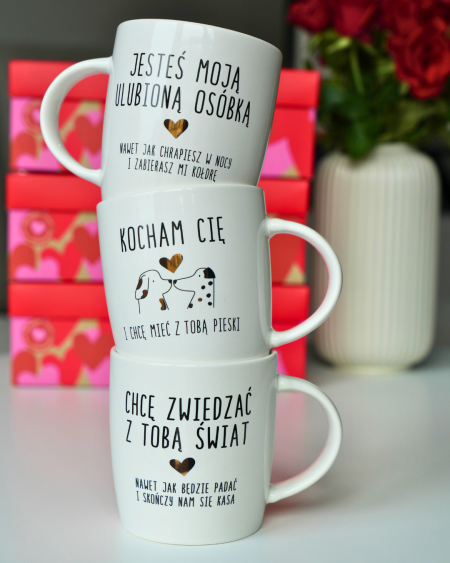 JESTEŚ MOJĄ
ULUBIONĄ OSÓBKĄ
NAWET JAK CHRAPIESZ W NOCY
I ZABIERASZ MI KOŁDRĘ
KOCHAM CIĘ
I CHCĘ MIEĆ Z TOBĄ PIESKI
CHCĘ ZWIEDZAĆ
Z TOBĄ ŚWIAT
NAWET JAK BĘDZIE PADAĆ
I SKOŃCZY NAM SIĘ KASA